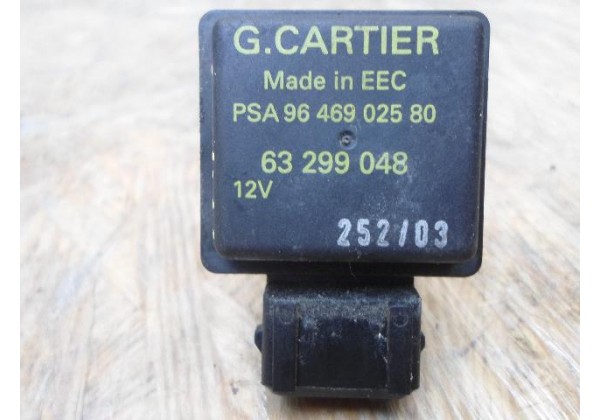 G.CARTIER
Made in EEC
PSA 96 469 025 80
63 299 048
12V
252/03